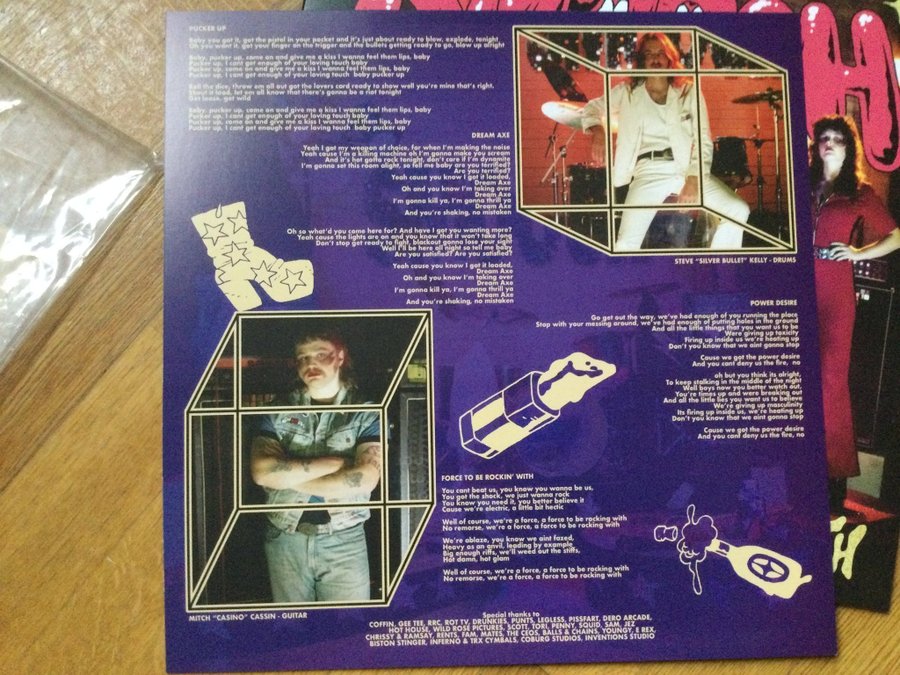 PUCKER UP
Baby you got it, got the pistol in your pocket and it's just about ready to blow, explode, tonight
Oh you want it, got your finger on the trigger and the bullets getting ready to go, blow up alright
Baby, pucker up, come on and give me a kiss I wanna feel them lips, baby
Pucker up, I cant get enough of your loving touch baby
Pucker up, come on and give me a kiss I wanna feel them lips, baby
Pucker up, I cant get enough of your loving touch baby pucker up
Roll the dice, throw em all out got the lovers card ready to show well you're mine that's right.
Shout it loud, let em all know that there's gonna be a riot tonight
Get loose, get wild
Baby, pucker up, come on and give me a kiss I wanna feel them lips, baby
Pucker up, I cant get enough of your loving touch baby
Pucker up, come on and give me a kiss I wanna feel them lips, baby
Pucker up, I cant get enough of your loving touch baby pucker up
DREAM AXE
Yeah I got my weapon of choice, for when I'm making the noise
Yeah cause I'm a killing machine oh I'm gonna make you scream
And it's hot gotta rock tonight, don't care if I'm dynamite
I'm gonna set this room alight, so tell me baby are you terrified?
Are you terrified?
Yeah cause you know I got it loaded,
Dream Axe
Oh and you know I'm taking over
Dream Axe
I'm gonna kill ya, I'm gonna thrill ya
Dream Axe
And you're shaking, no mistaken
Oh so what'd you come here for? And have I got you wanting more?
Yeah cause the lights are on and you know that it won't take long
Don't stop get ready to fight, blackout gonna lose your sight
Well I'll be here all night so tell me baby
Are you satisfied? Are you satisfied?
Yeah cause you know I got it loaded,
Dream Axe
Oh and you know I'm taking over
Dream Axe
I'm gonna kill ya, I'm gonna thrill ya
Dream Axe
And you're shaking, no mistaken
STEVE "SILVER BULLET" KELLY - DRUMS
POWER DESIRE
Go get out the way, we've had enough of you running the place
Stop with your messing around, we've had enough of putting holes in the ground
And all the little things that you want us to be
Were giving up toxicity
Firing up inside us we're heating up
Don't you know that we aint gonna stop
Cause we got the power desire
And you cant deny us the fire, no
oh but you think its alright,
To keep stalking in the middle of the night
Well boys now you better watch out,
You're times up and were breaking out
And all the little lies you want us to believe
We're giving up masculinity
Its firing up inside us, we're heating up
Don't you know that we aint gonna stop
Cause we got the power desire
And you cant deny us the fire, no
FORCE TO BE ROCKIN' WITH
You cant beat us, you know you wanna be us,
You got the shock, we just wanna rock
You know you need it, you better believe it
Cause we're electric, a little bit hectic
Well of course, we're a force, a force to be rocking with
No remorse, we're a force, a force to be rocking with
We're ablaze, you know we aint fazed,
Heavy as an anvil, leading by example
Big enough riffs, we'll weed out the stiffs,
Hot damn, hot glam
Well of course, we're a force, a force to be rocking with
No remorse, we're a force, a force to be rocking with
MITCH "CASINO" CASSIN - GUITAR
Special thanks to
COFFIN, GEE TEE, RRC, ROT TV, DRUNKIES, PUNTS, LEGLESS, PISSFART, DERO ARCADE,
HOT HOUSE, WILD ROSE PICTURES, SCOTT, TORI, PENNY, SQUID, SAM, JEZ
CHRISSY & RAMSAY, RENTS, FAM, MATES, THE CEOS, BALLS & CHAINS, YOUNGY, E REX,
BISTON STINGER, INFERNO & TRX CYMBALS, COBURG STUDIOS, INVENTIONS STUDIO